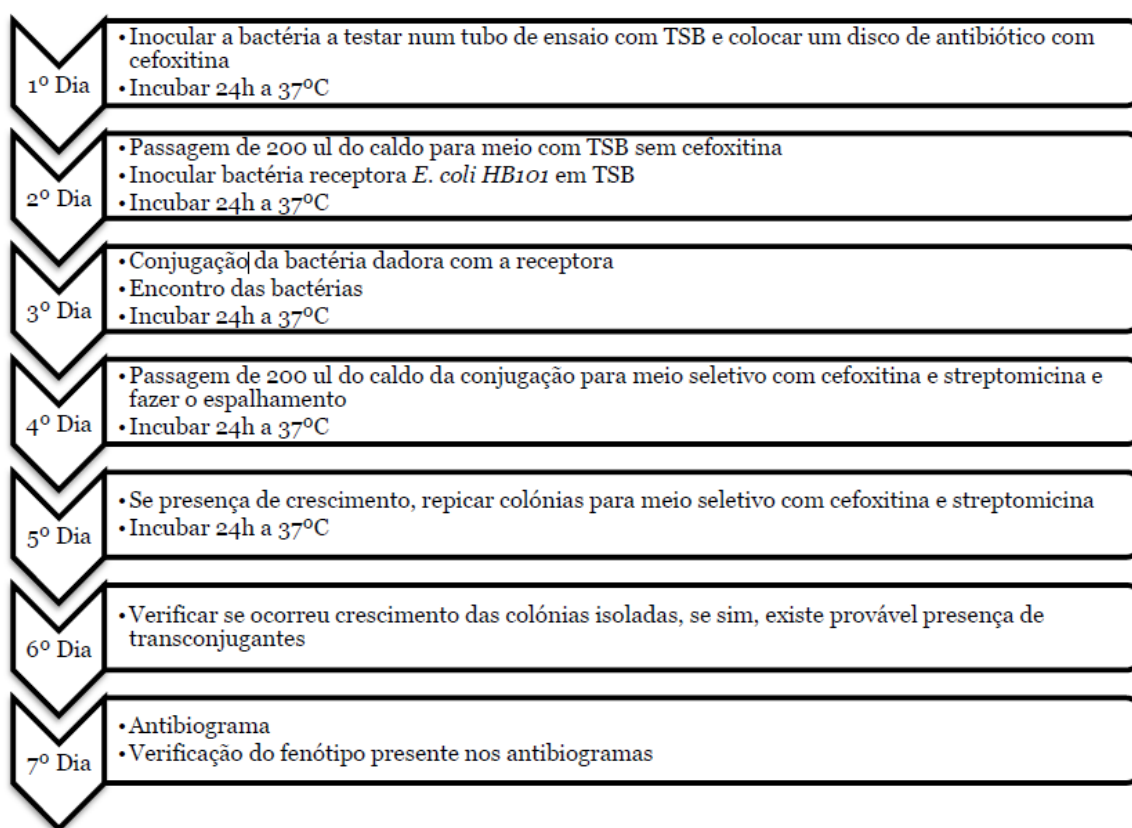 1º Dia
•Inocular a bactéria a testar num tubo de ensaio com TSB e colocar um disco de antibiótico com
cefoxitina
•Incubar 24h a 37ºC
2º Dia
•Passagem de 200 ul do caldo para meio com TSB sem cefoxitina
•Inocular bactéria receptora E. coli HB101 em TSB
•Incubar 24h a 37ºC
3º Dia
•Conjugação da bactéria dadora com a receptora
•Encontro das bactérias
•Incubar 24h a 37ºC
4º Dia
•Passagem de 200 ul do caldo da conjugação para meio seletivo com cefoxitina e streptomicina e
fazer o espalhamento
•Incubar 24h a 37ºC
5º Dia
•Se presença de crescimento, repicar colónias para meio seletivo com cefoxitina e streptomicina
•Incubar 24h a 37ºC
6º Dia
•Verificar se ocorreu crescimento das colónias isoladas, se sim, existe provável presença de
transconjugantes
7º Dia
•Antibiograma
•Verificação do fenótipo presente nos antibiogramas